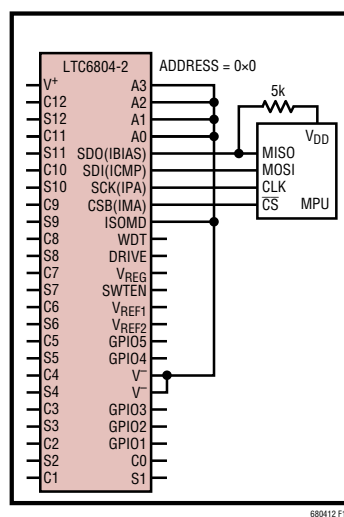 LTC6804-2
ADDRESS = 0×0
V+ A3
C12 A2
S12 A1
C11 A0
S11 SDO(IBIAS)
C10 SDI(ICMP)
S10 SCK(IPA)
C9 CSB(IMA)
S9 ISOMD
C8 WDT
S8 DRIVE
C7 VREG
S7 SWTEN
C6 VREF1
S6 VREF2
C5 GPIO5
S5 GPIO4
C4 V–
S4 V–
C3 GPIO3
S3 GPIO2
C2 GPIO1
S2 C0
C1 S1
5k
VDD
MISO
MOSI
CLK
CS MPU